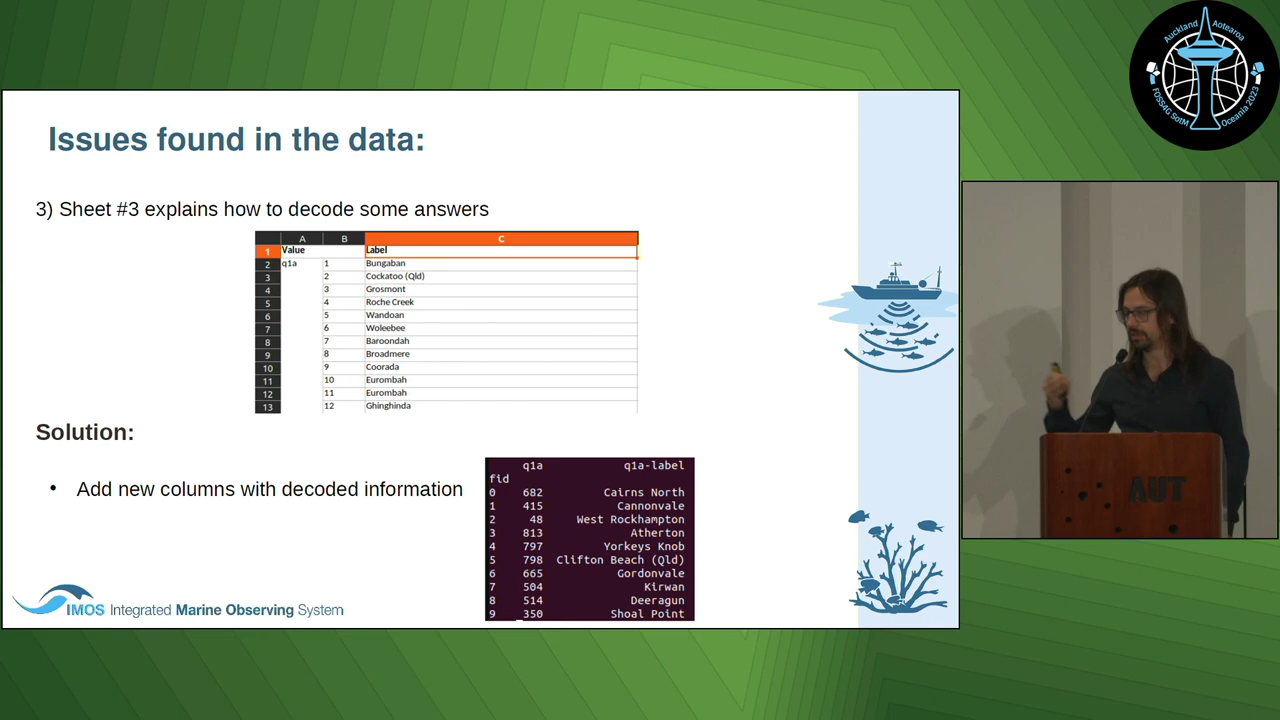 Issues found in the data:
3) Sheet #3 explains how to decode some answers
A B C
1 Value Label
2 q1a 1 Bungaban
3 2 Cockatoo (Qld)
4 3 Grosmont
5 4 Roche Creek
6 5 Wandoan
7 6 Woleebee
8 7 Baroondah
9 8 Broadmere
10 9 Coorada
11 10 Eurombah
12 11 Eurombah
13 12 Ghinghinda
Solution:
• Add new columns with decoded information
q1a q1a-label
fid
0 682 Cairns North
1 415 Cannonvale
2 48 West Rockhampton
3 813 Atherton
4 797 Yorkeys Knob
5 798 Clifton Beach (Qld)
6 665 Gordonvale
7 504 Kirwan
8 514 Deeragun
9 350 Shoal Point
IMOS Integrated Marine Observing System
Auckland Aotearoa
FOSS4G SotM Oceania 2023
AUT